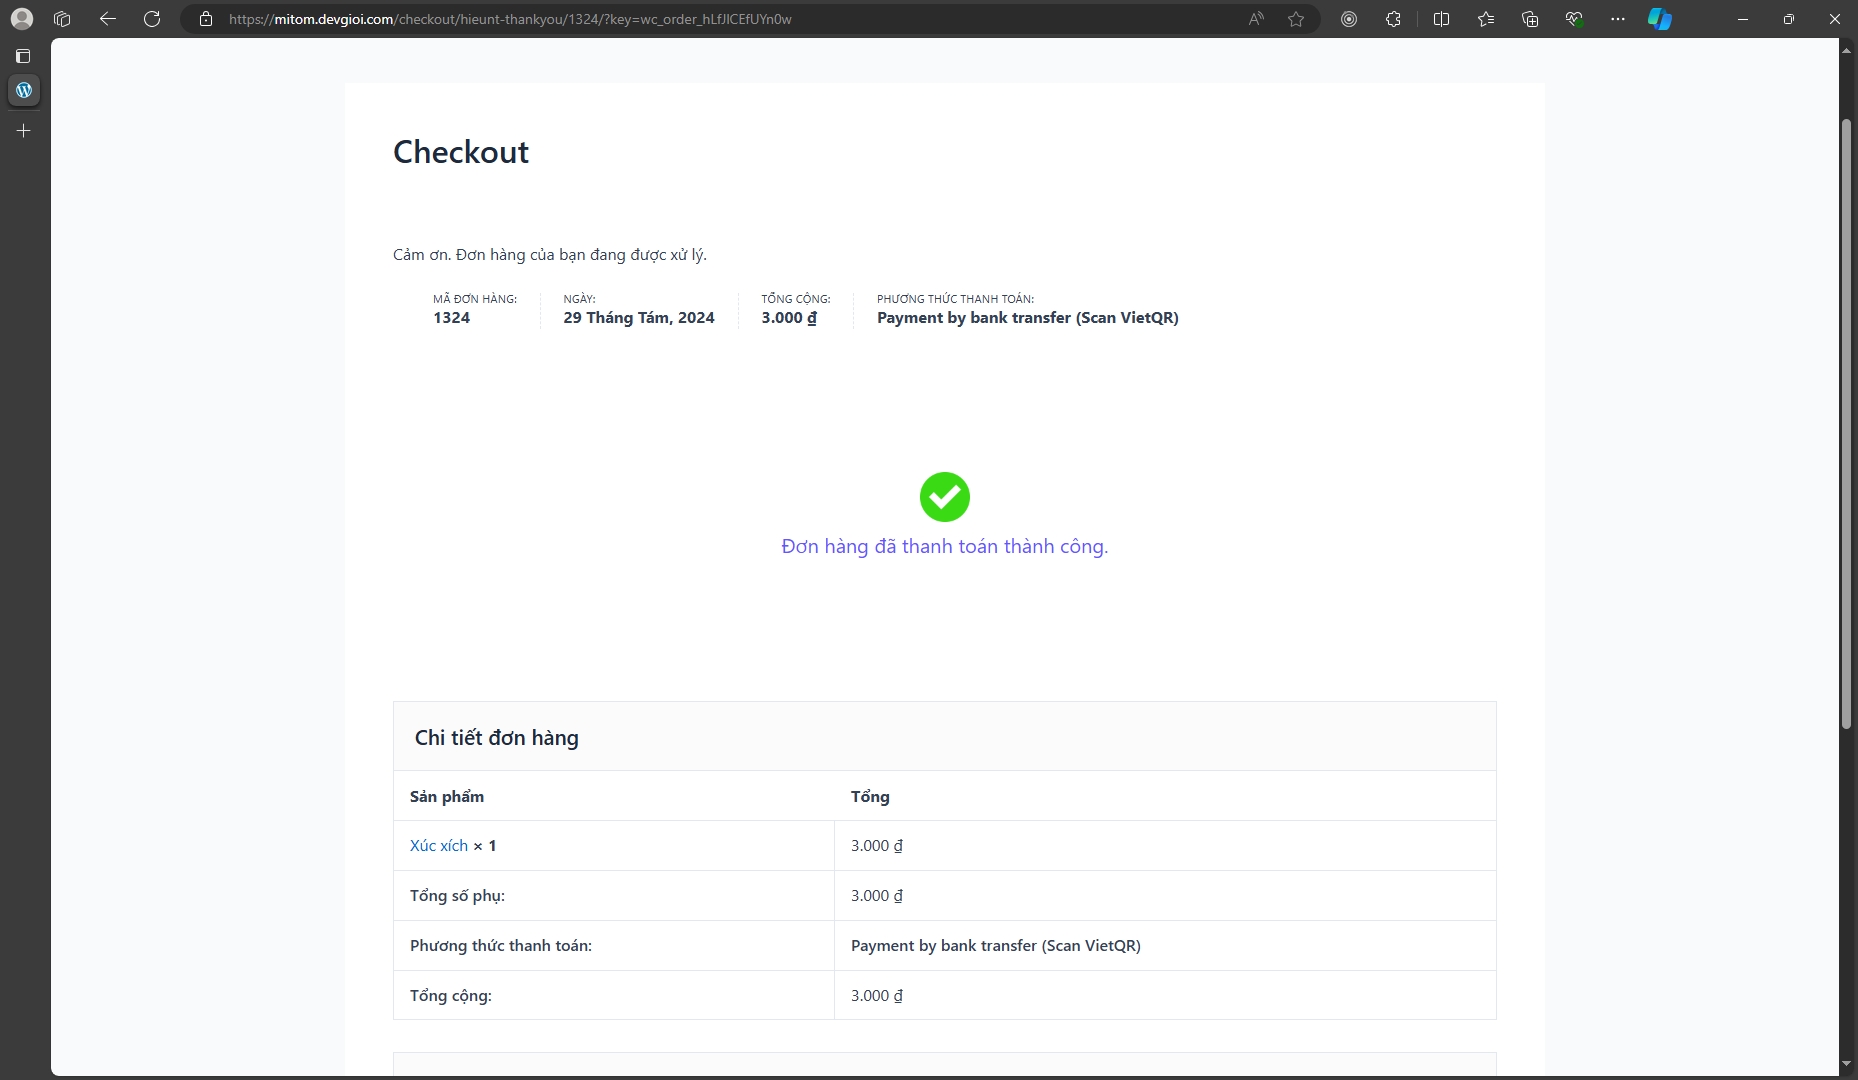 https://mitom.devgioi.com/checkout/hieunt-thankyou/1324/?key=wc_order_hLfJlCEfUYn0w
Checkout
Cảm ơn. Đơn hàng của bạn đang được xử lý.
MÃ ĐƠN HÀNG:
1324
NGÀY:
29 Tháng Tám, 2024
TỔNG CỘNG:
3.000 ₫
PHƯƠNG THỨC THANH TOÁN:
Payment by bank transfer (Scan VietQR)
Đơn hàng đã thanh toán thành công.
Chi tiết đơn hàng
Sản phẩm Tổng
Xúc xích × 1 3.000 ₫
Tổng số phụ: 3.000 ₫
Phương thức thanh toán: Payment by bank transfer (Scan VietQR)
Tổng cộng: 3.000 ₫